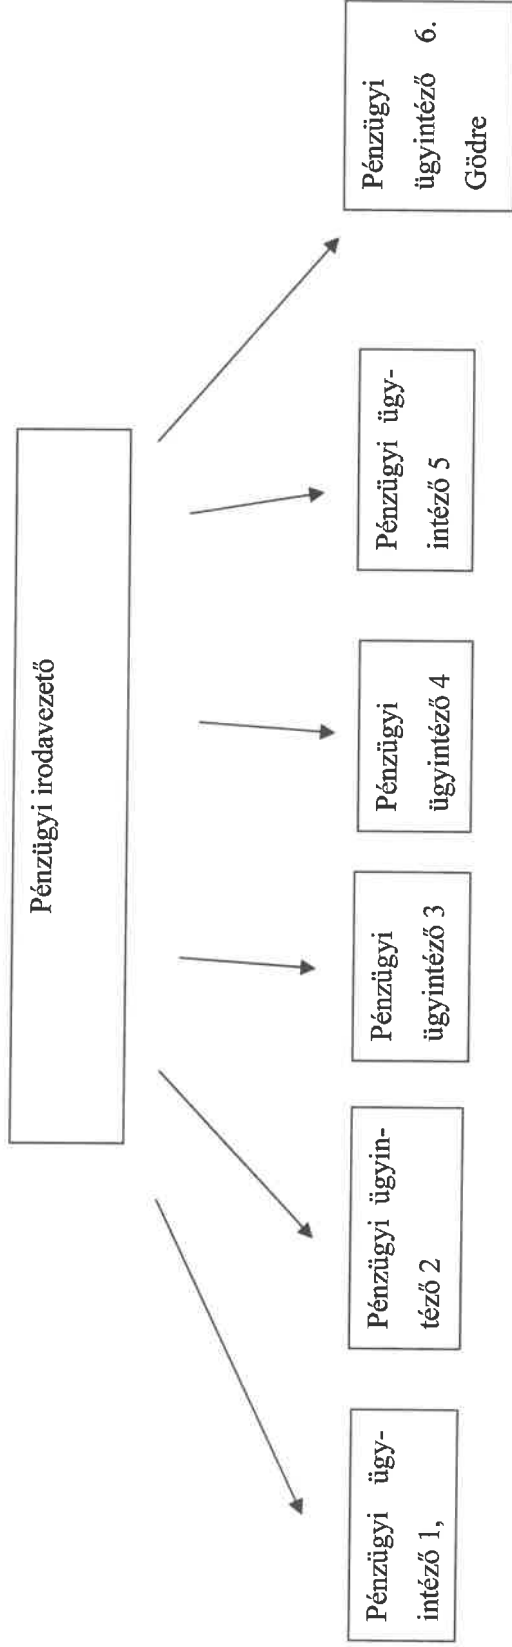 Pénzügyi irodavezető
Pénzügyi ügy-
intéző 1,
Pénzügyi ügyin-
téző 2
Pénzügyi
ügyintéző 3
Pénzügyi
ügyintéző 4
Pénzügyi ügy-
intéző 5
Pénzügyi
ügyintéző 6.
Gödre